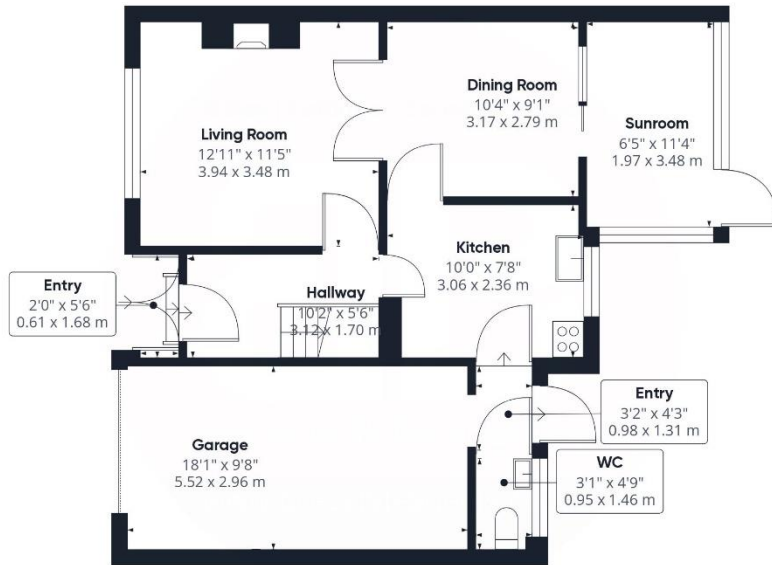 Living Room
12'11" x 11'5"
3.94 x 3.48 m
Dining Room
10'4" x 9'1"
3.17 x 2.79 m
Sunroom
6'5" x 11'4"
1.97 x 3.48 m
Kitchen
10'0" x 7'8"
3.06 x 2.36 m
Entry
2'0" x 5'6"
0.61 x 1.68 m
Hallway
10'2" x 5'6"
3.12 x 1.70 m
Garage
18'1" x 9'8"
5.52 x 2.96 m
Entry
3'2" x 4'3"
0.98 x 1.31 m
WC
3'1" x 4'9"
0.95 x 1.46 m